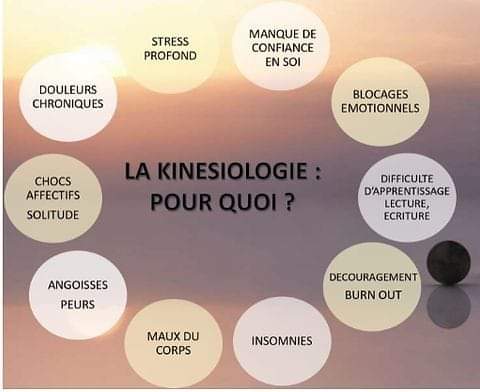 LA KINESIOLOGIE :
POUR QUOI ?
STRESS
PROFOND
MANQUE DE
CONFIANCE
EN SOI
BLOCAGES
EMOTIONNELS
DIFFICULTE
D'APPRENTISSAGE
LECTURE,
ECRITURE
DECOURAGEMENT
BURN OUT
INSOMNIES
MAUX DU
CORPS
ANGOISSES
PEURS
CHOCS
AFFECTIFS
SOLITUDE
DOULEURS
CHRONIQUES